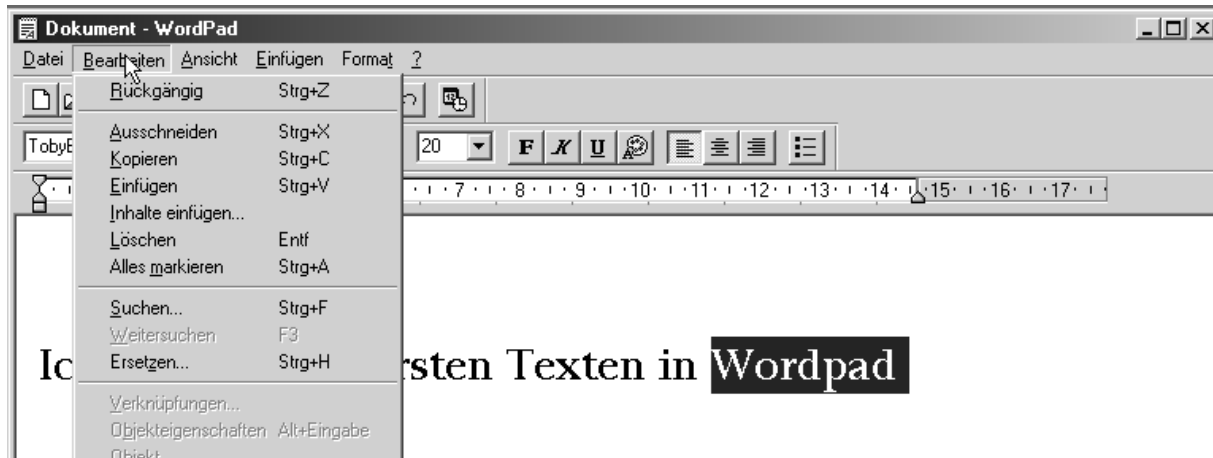 Dokument - WordPad
Datei Bearbeiten Ansicht Einfügen Format ?
Rückgängig Strg+Z
Ausschneiden Strg+X
TobyE 20 F K U
Kopieren Strg+C
Einfügen Strg+V
7 8 9 10 11 12 13 14 15 16 17
Inhalte einfügen...
Löschen Entf
Alles markieren Strg+A
Suchen... Strg+F
Weitersuchen F3
Ersetzen... Strg+H
Ic rsten Texten in Wordpad
Verknüpfungen...
Objekteigenschaften Alt+Eingabe
Objekt